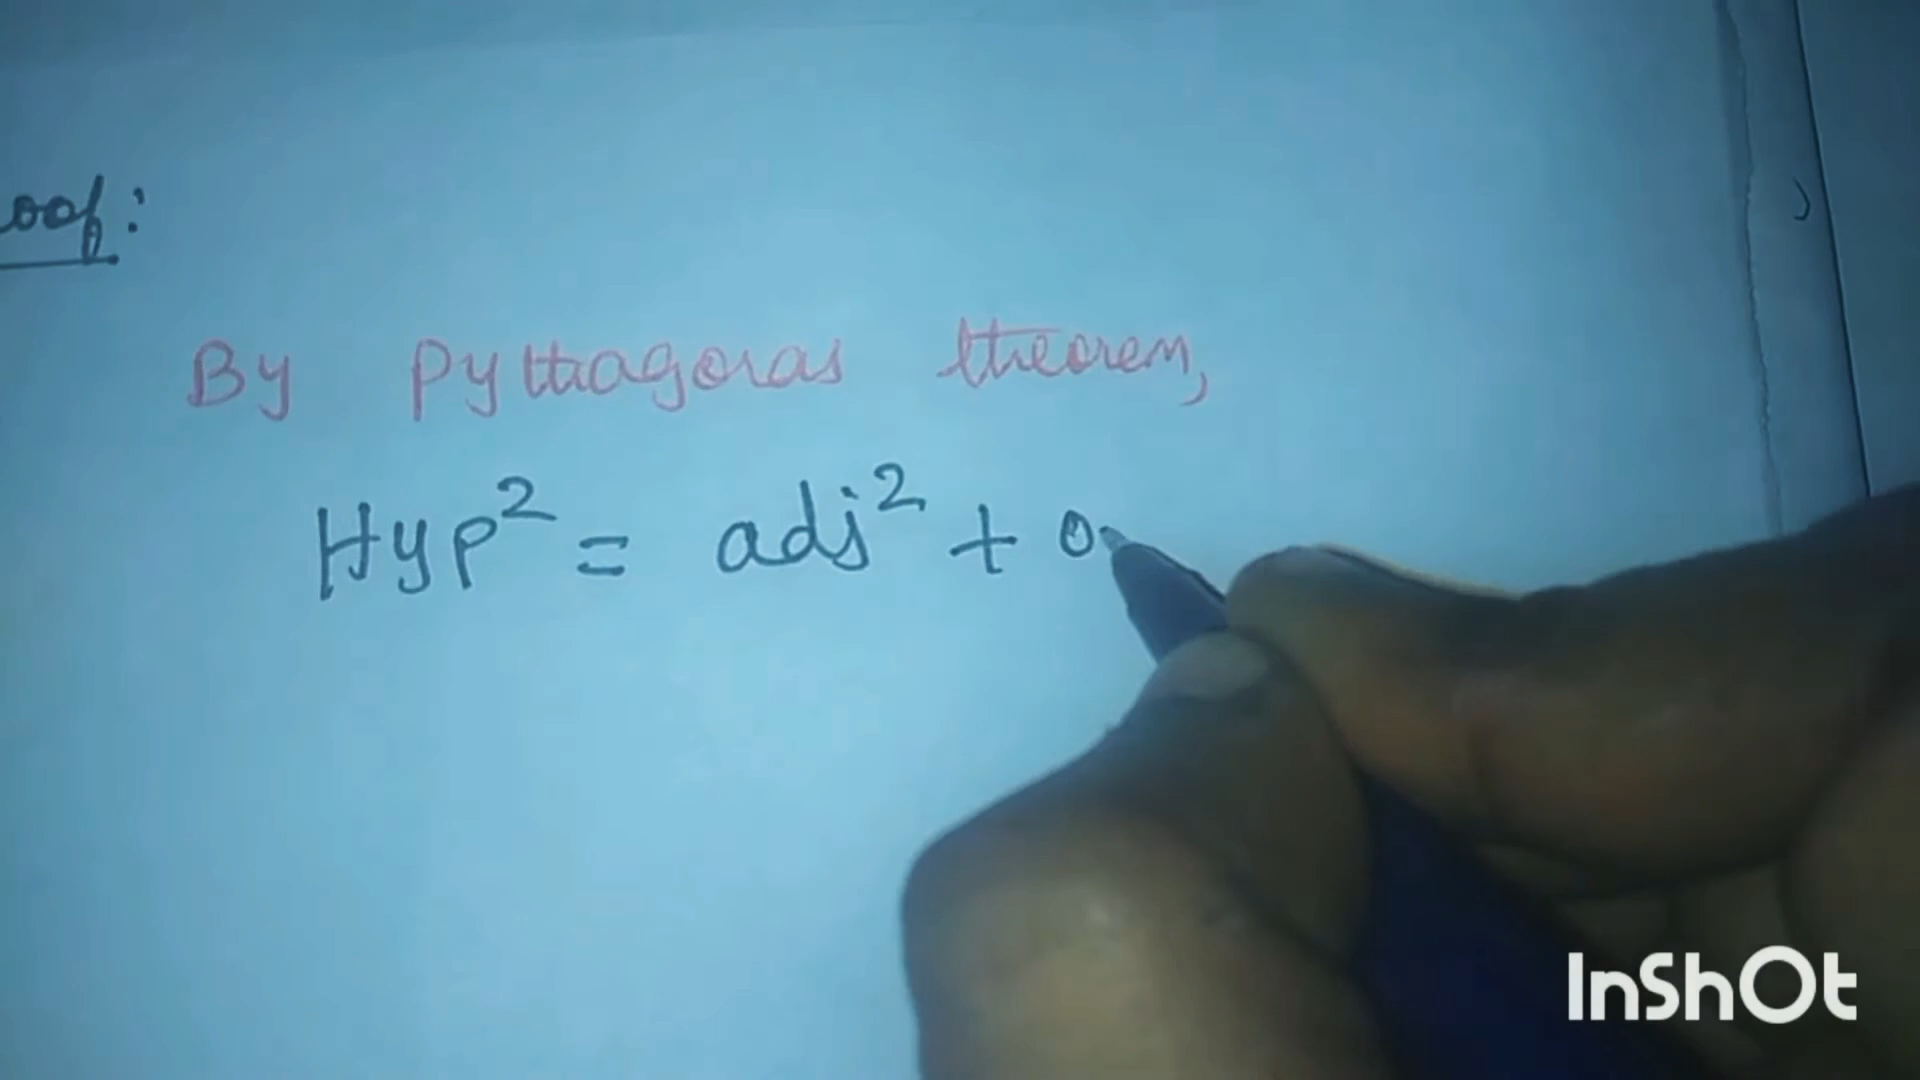 oof:
By Pythagoras theorem,
Hyp² = adj² + o
InShOt